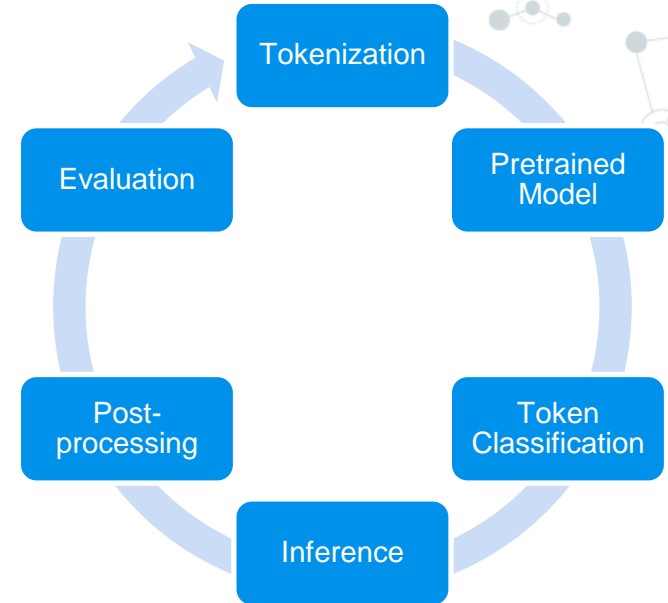 Tokenization
Pretrained
Model
Token
Classification
Inference
Post-
processing
Evaluation